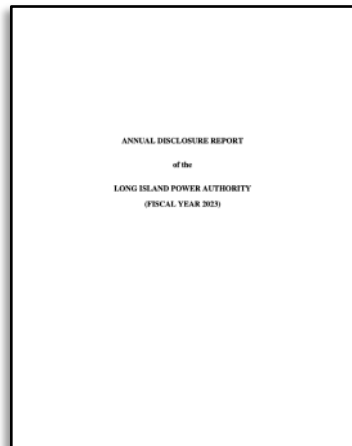 ANNUAL DISCLOSURE REPORT
of the
LONG ISLAND POWER AUTHORITY
(FISCAL YEAR 2023)